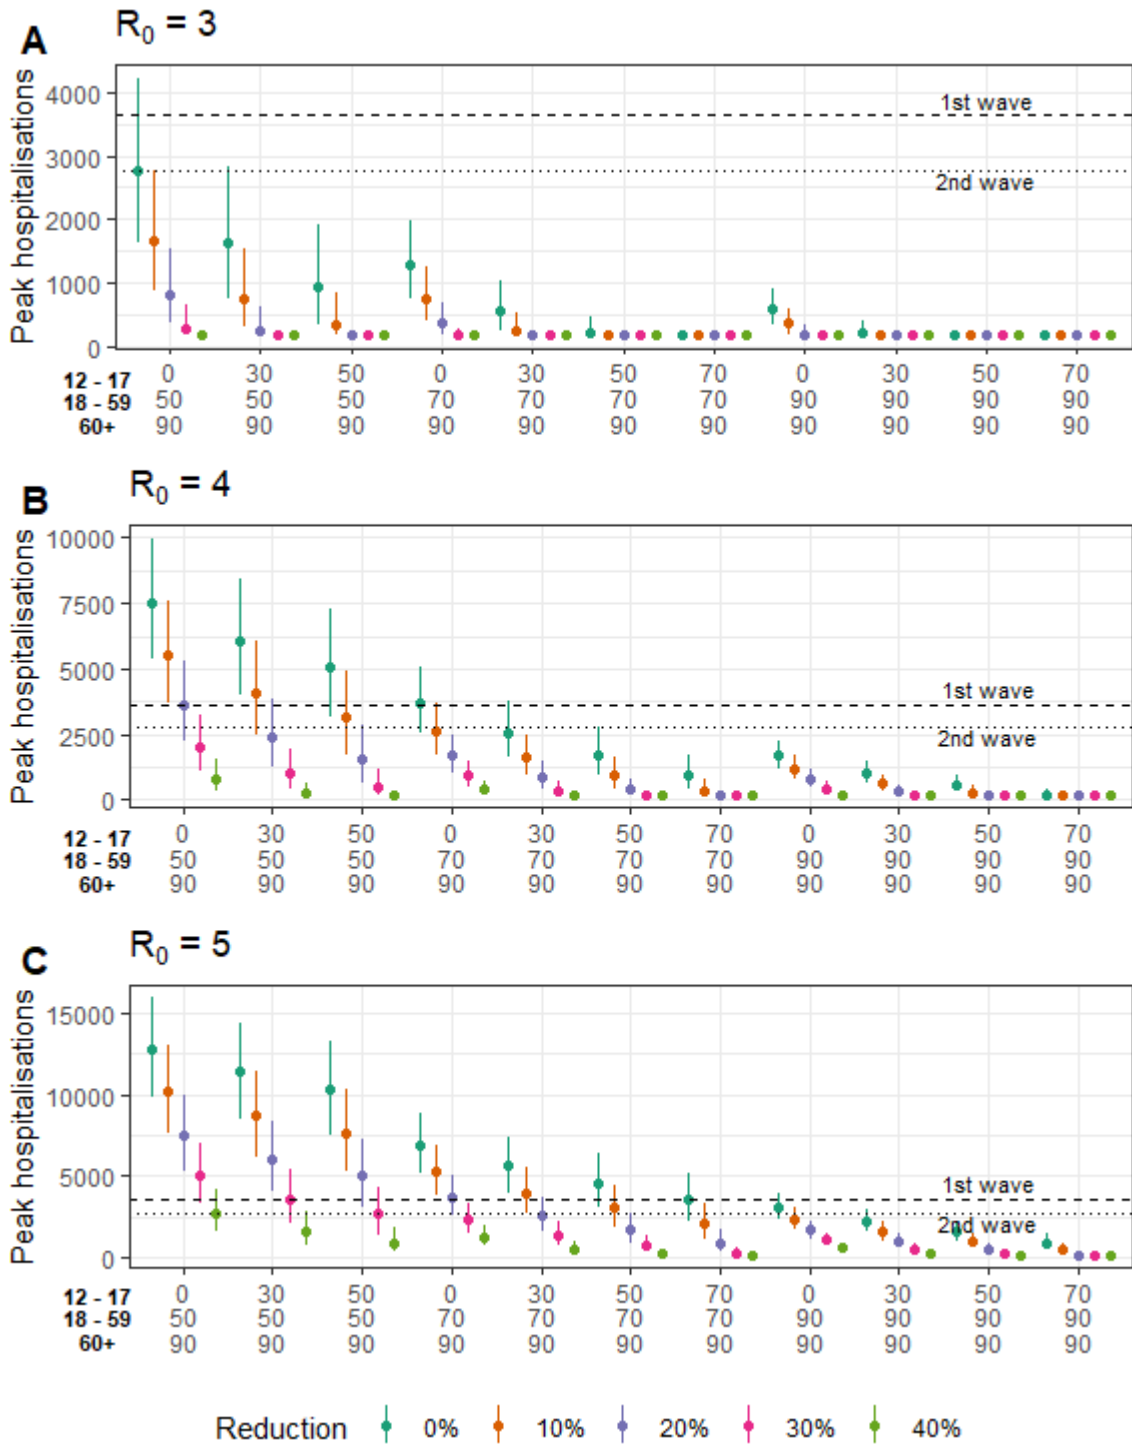 A
R0 = 3
Peak hospitalisations
4000
3000
2000
1000
0
1st wave
2nd wave
12 - 17 0 30 50 0 30 50 70 0 30 50 70
18 - 59 50 50 50 70 70 70 70 90 90 90 90
60+ 90 90 90 90 90 90 90 90 90 90 90
B
R0 = 4
Peak hospitalisations
10000
7500
5000
2500
0
1st wave
2nd wave
12 - 17 0 30 50 0 30 50 70 0 30 50 70
18 - 59 50 50 50 70 70 70 70 90 90 90 90
60+ 90 90 90 90 90 90 90 90 90 90 90
C
R0 = 5
Peak hospitalisations
15000
10000
5000
0
1st wave
2nd wave
12 - 17 0 30 50 0 30 50 70 0 30 50 70
18 - 59 50 50 50 70 70 70 70 90 90 90 90
60+ 90 90 90 90 90 90 90 90 90 90 90
Reduction 0% 10% 20% 30% 40%